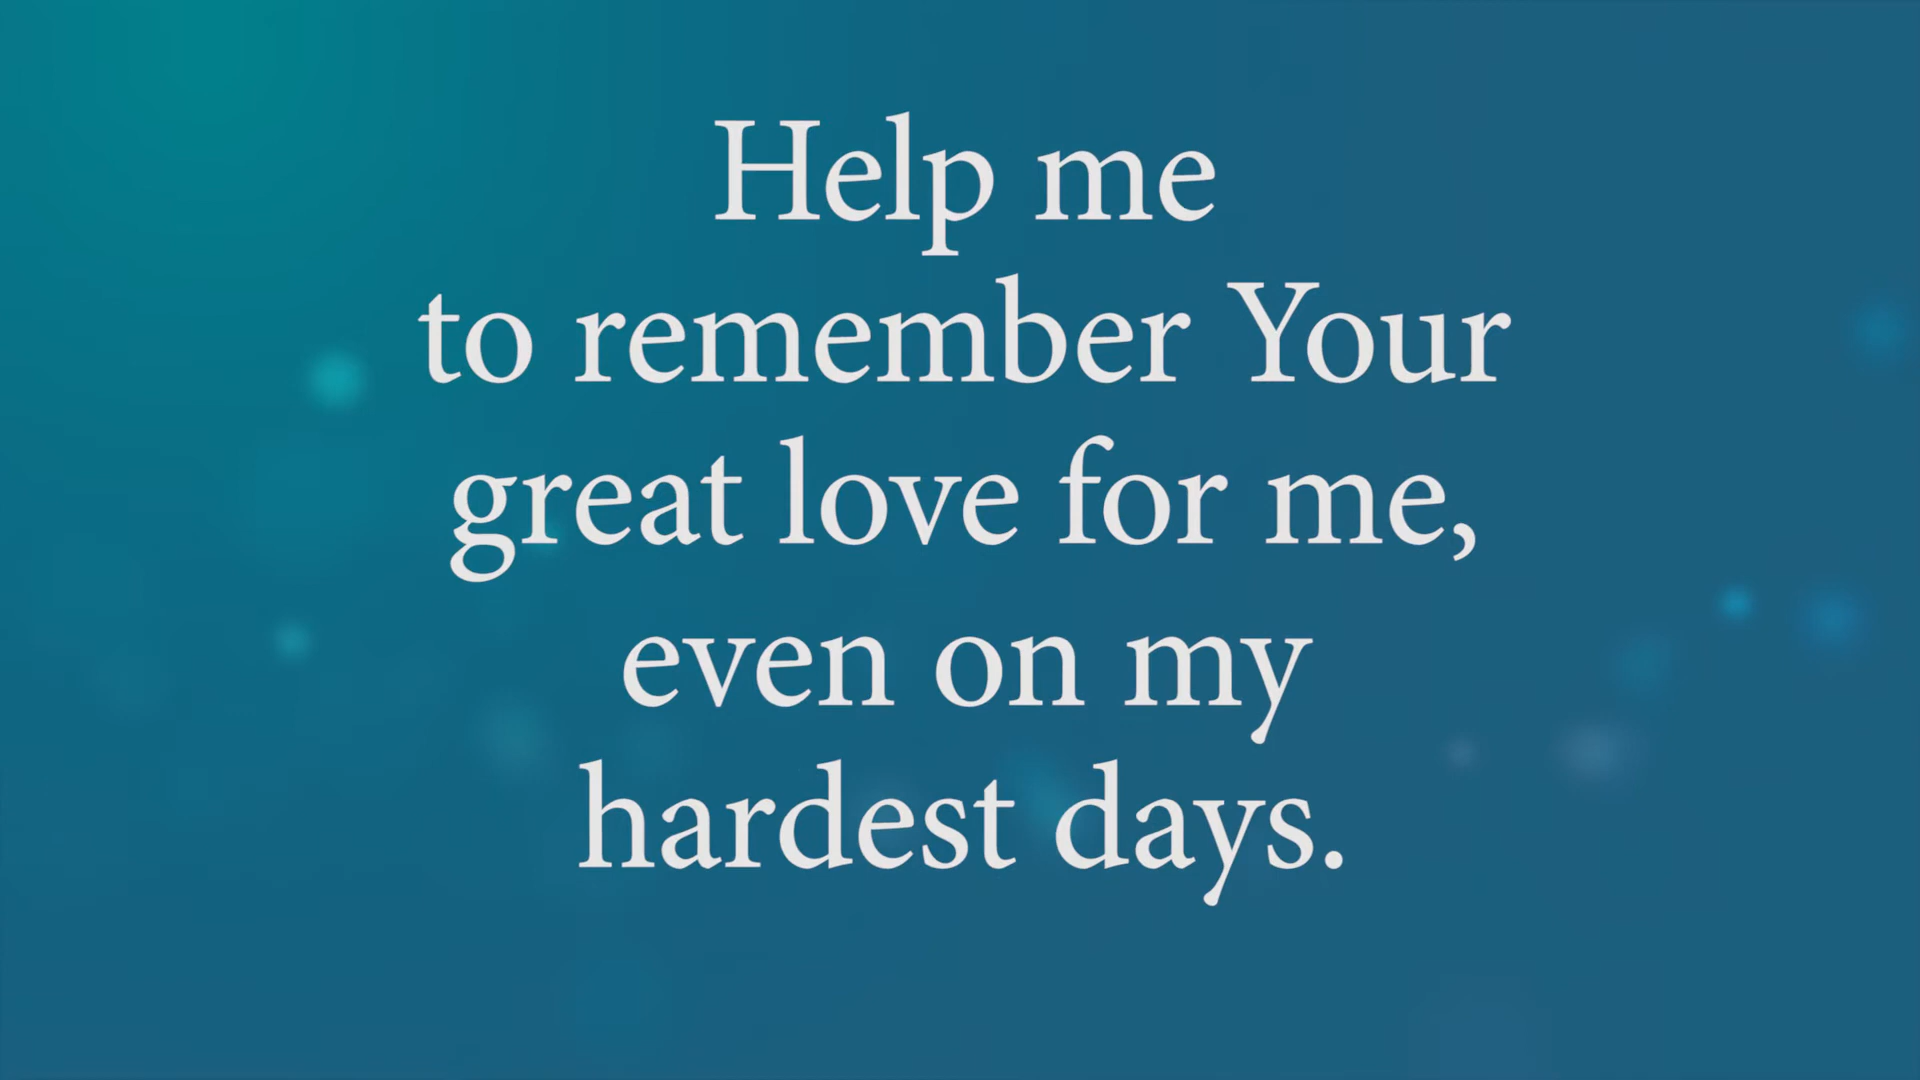 Help me
to remember Your
great love for me,
even on my
hardest days.